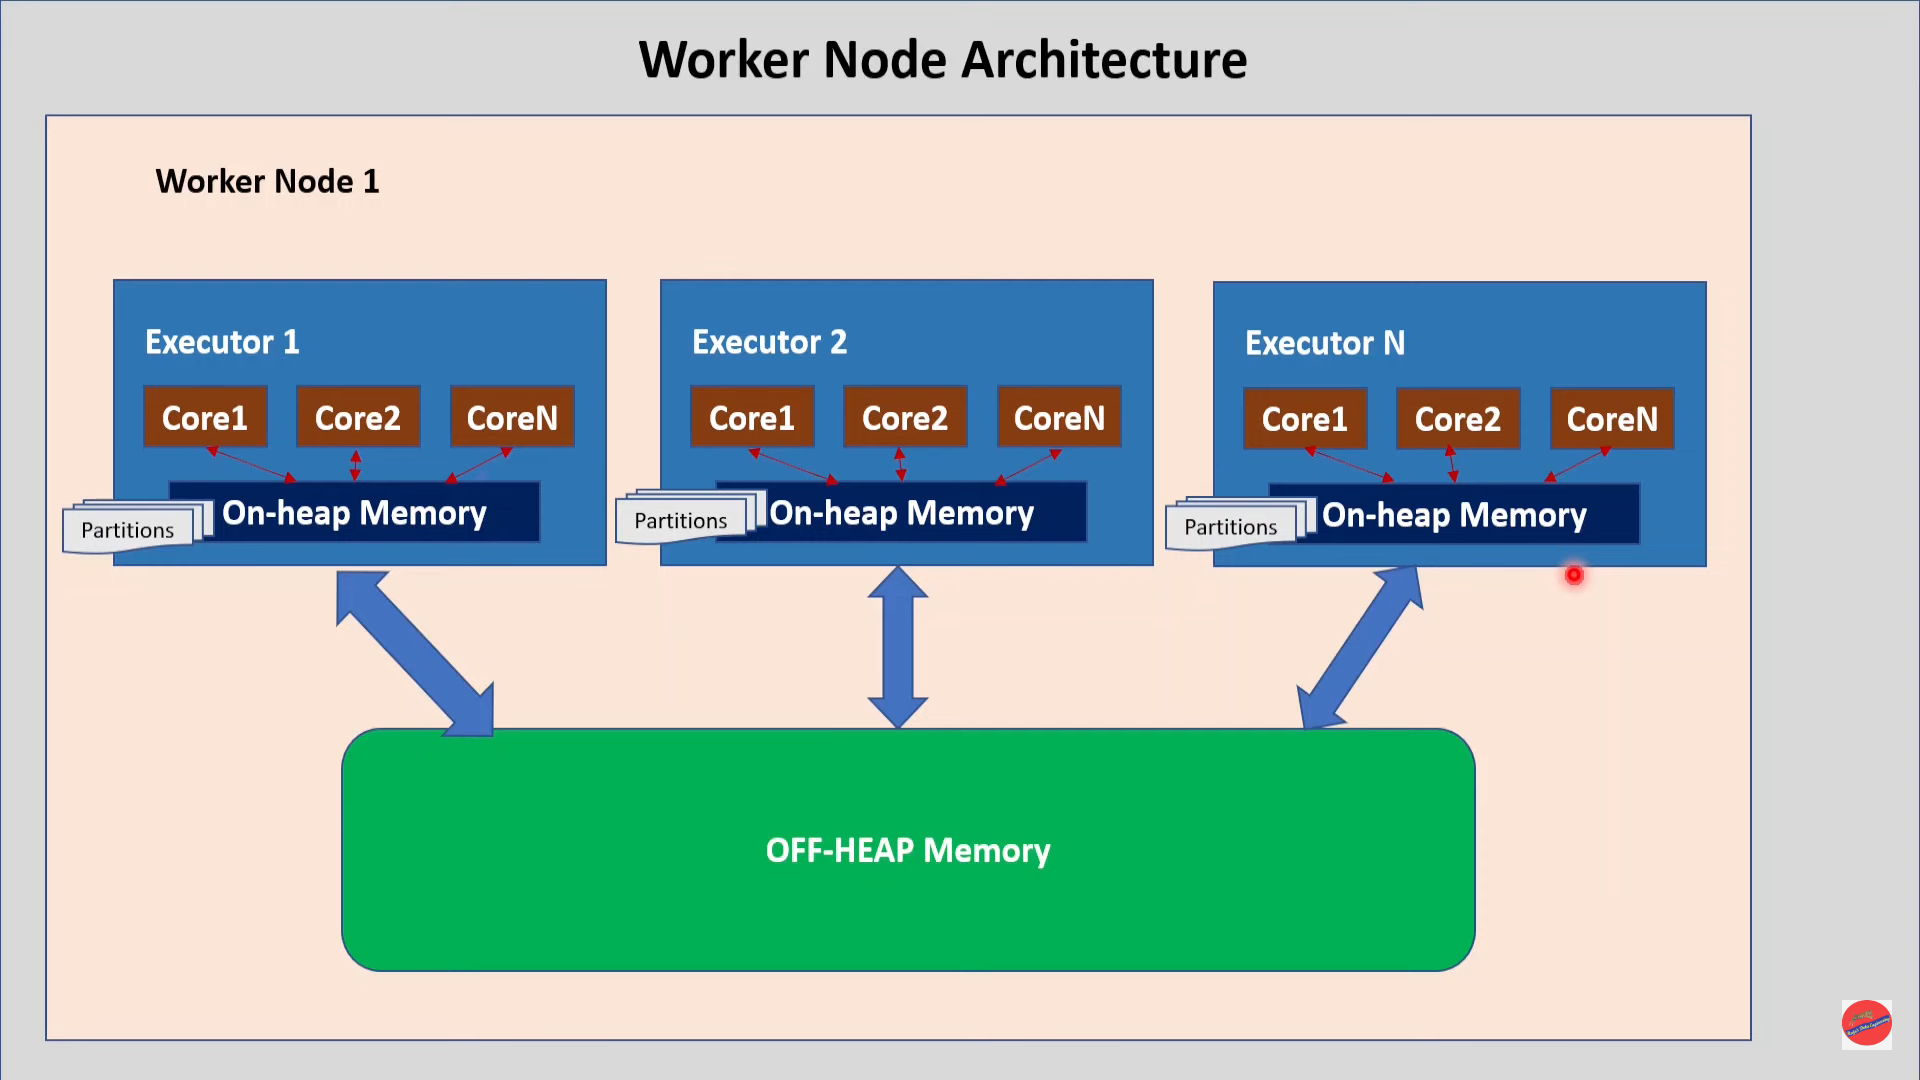 Worker Node Architecture
Worker Node 1
Executor 1
Core1
Core2
CoreN
On-heap Memory
Partitions
Executor 2
Core1
Core2
CoreN
On-heap Memory
Partitions
Executor N
Core1
Core2
CoreN
On-heap Memory
Partitions
OFF-HEAP Memory